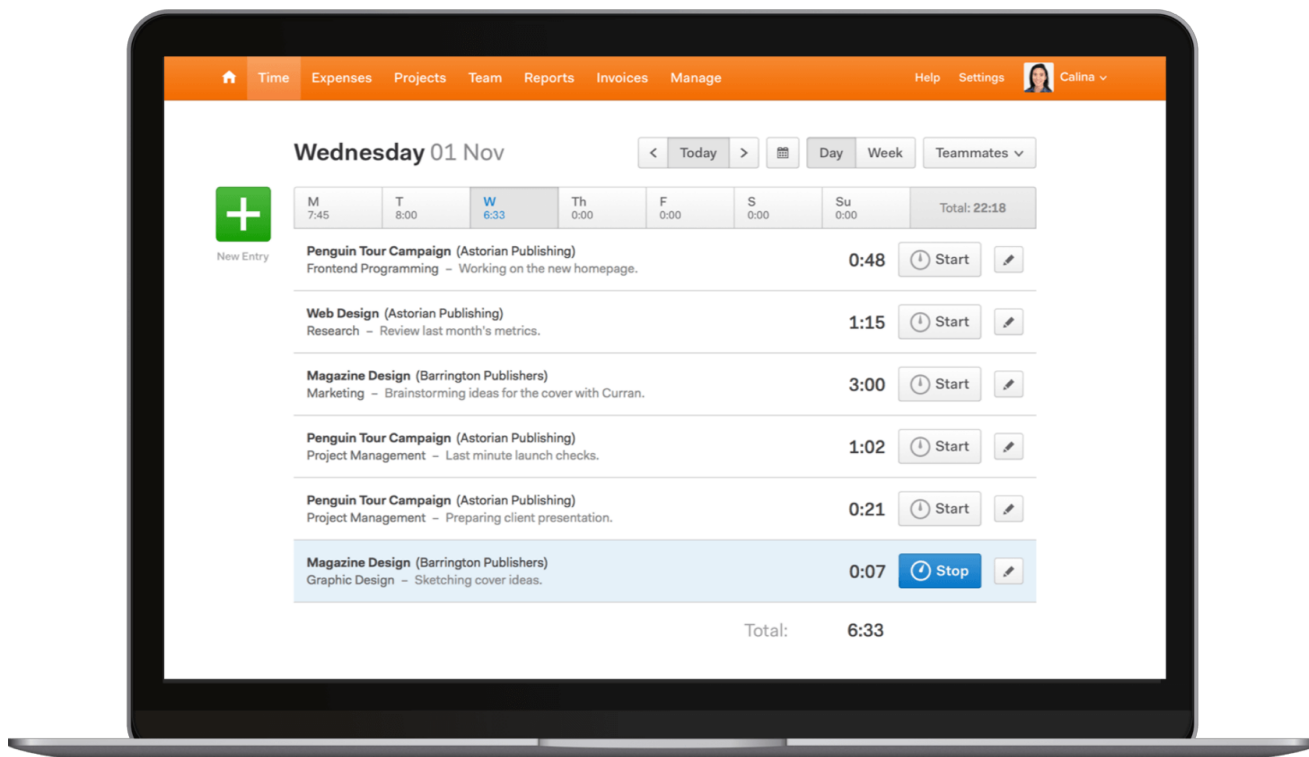 Time Expenses Projects Team Reports Invoices Manage Help Settings Calina
Wednesday 01 Nov
Today
Day Week
Teammates
M T W Th F S Su
7:45 8:00 6:33 0:00 0:00 0:00 0:00
Total: 22:18
New Entry
Penguin Tour Campaign (Astorian Publishing)
Frontend Programming – Working on the new homepage.
0:48 Start
Web Design (Astorian Publishing)
Research – Review last month's metrics.
1:15 Start
Magazine Design (Barrington Publishers)
Marketing – Brainstorming ideas for the cover with Curran.
3:00 Start
Penguin Tour Campaign (Astorian Publishing)
Project Management – Last minute launch checks.
1:02 Start
Penguin Tour Campaign (Astorian Publishing)
Project Management – Preparing client presentation.
0:21 Start
Magazine Design (Barrington Publishers)
Graphic Design – Sketching cover ideas.
0:07 Stop
Total: 6:33